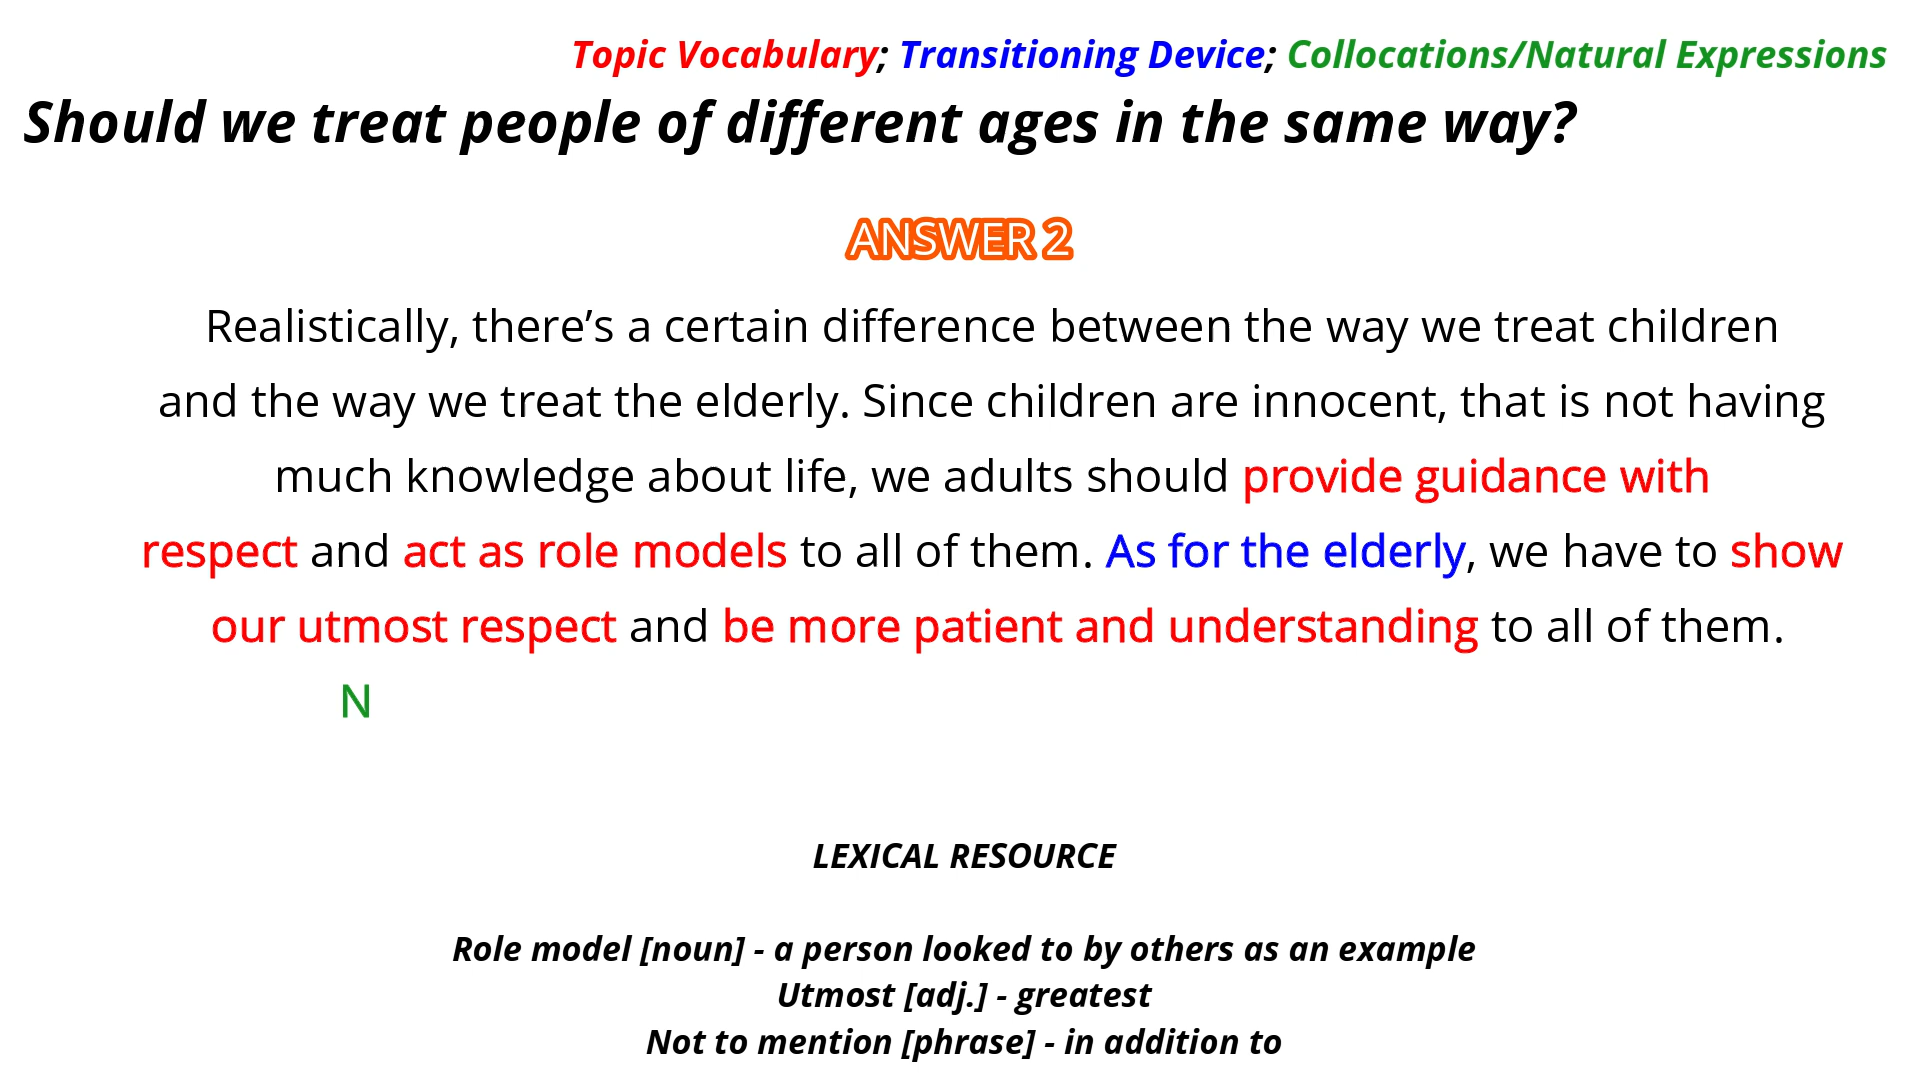 Topic Vocabulary; Transitioning Device; Collocations/Natural Expressions
Should we treat people of different ages in the same way?
ANSWER 2
Realistically, there’s a certain difference between the way we treat children
and the way we treat the elderly. Since children are innocent, that is not having
much knowledge about life, we adults should provide guidance with
respect and act as role models to all of them. As for the elderly, we have to show
our utmost respect and be more patient and understanding to all of them.
N
LEXICAL RESOURCE
Role model [noun] - a person looked to by others as an example
Utmost [adj.] - greatest
Not to mention [phrase] - in addition to